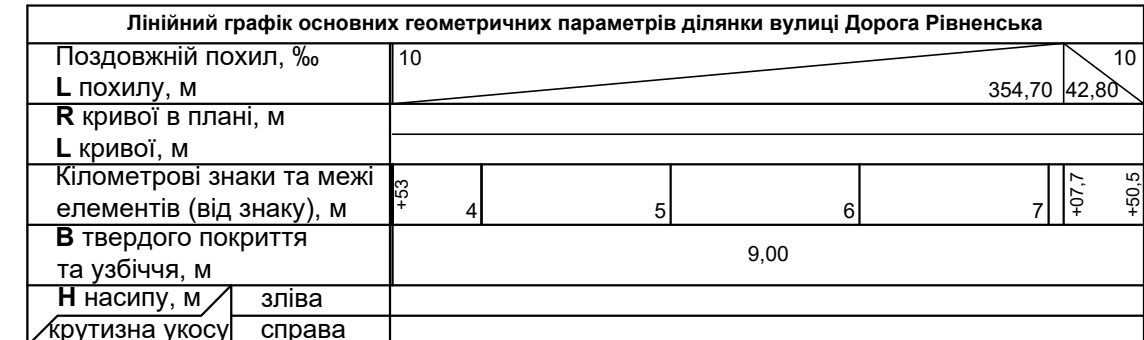 Лінійний графік основних геометричних параметрів ділянки вулиці Дорога Рівненська
Поздовжній похил, ‰ 10 10
L похилу, м 354,70 42,80
R кривої в плані, м
L кривої, м
Кілометрові знаки та межі
елементів (від знаку), м +53 4 5 6 7 +07,7 +50,5
В твердого покриття
та узбіччя, м 9,00
Н насипу, м зліва
крутизна укосу справа